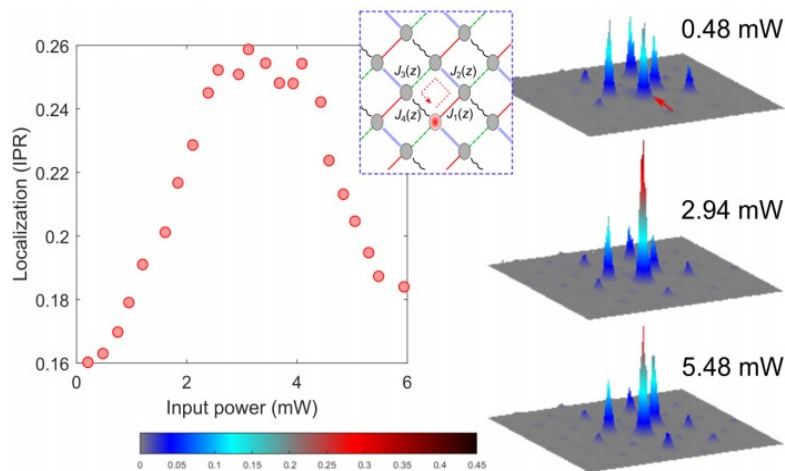 Localization (IPR)
0.26
0.24
0.22
0.2
0.18
0.16
0
2
4
6
Input power (mW)
J3(z)
J2(z)
J4(z)
J1(z)
0.48 mW
2.94 mW
5.48 mW
0 0.05 0.1 0.15 0.2 0.25 0.3 0.35 0.4 0.45